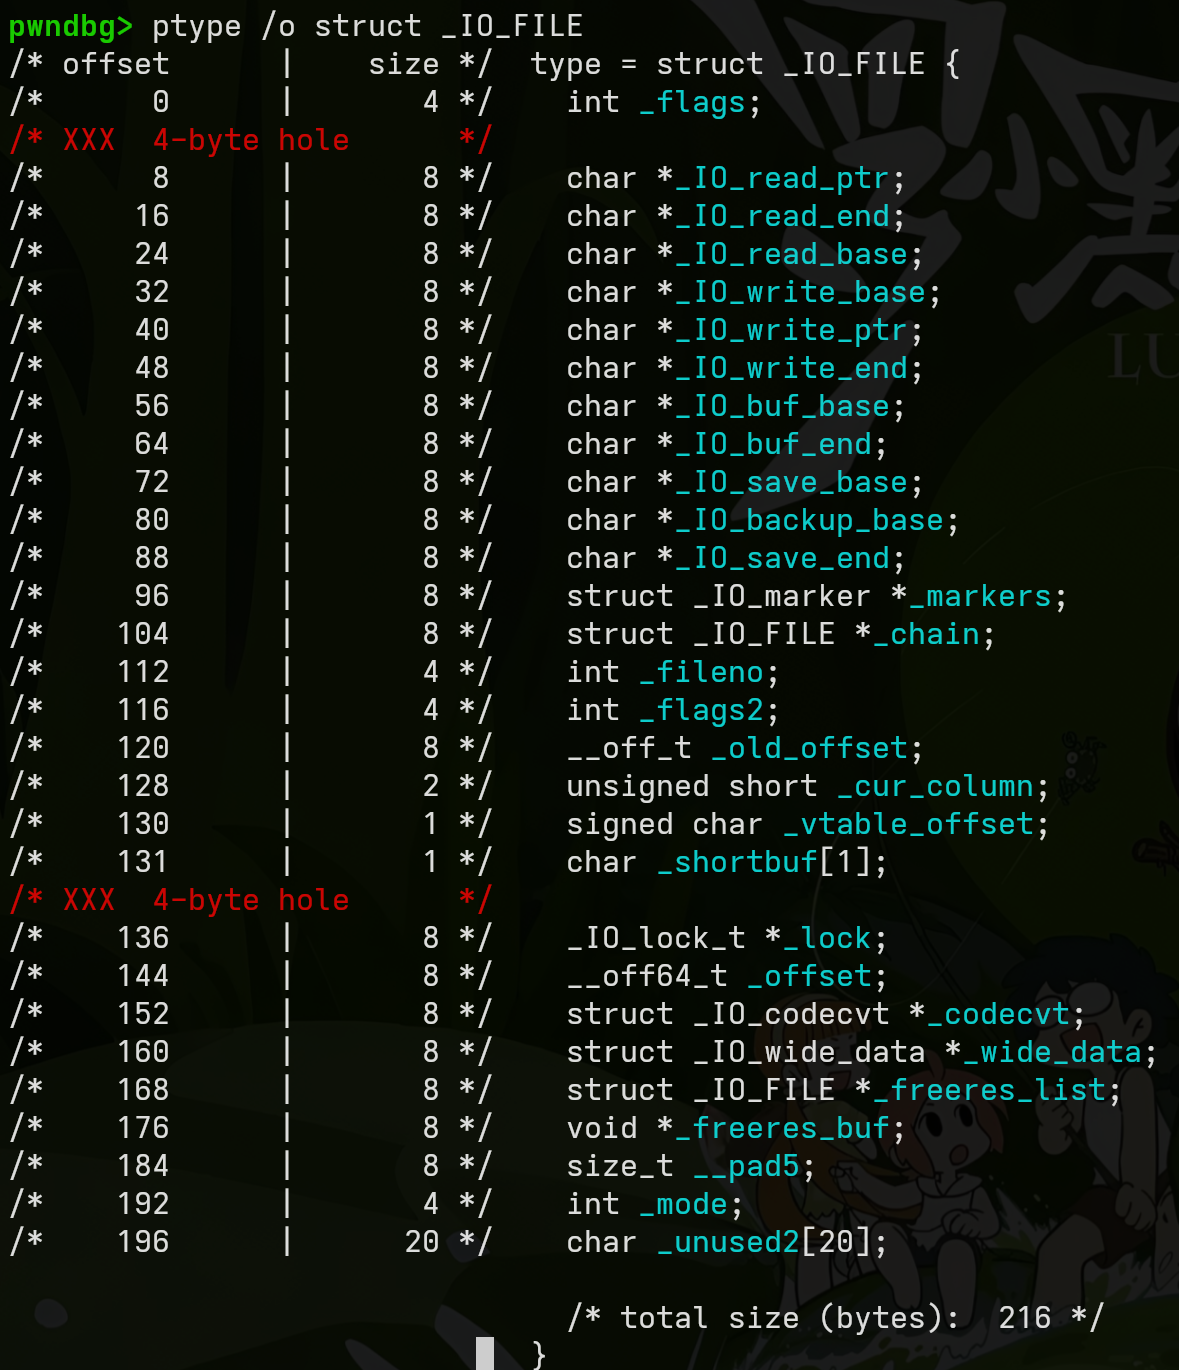 pwndbg> ptype /o struct _IO_FILE
/* offset      |    size */  type = struct _IO_FILE {
/*      0      |       4 */    int _flags;
/* XXX  4-byte hole      */
/*      8      |       8 */    char *_IO_read_ptr;
/*     16      |       8 */    char *_IO_read_end;
/*     24      |       8 */    char *_IO_read_base;
/*     32      |       8 */    char *_IO_write_base;
/*     40      |       8 */    char *_IO_write_ptr;
/*     48      |       8 */    char *_IO_write_end;
/*     56      |       8 */    char *_IO_buf_base;
/*     64      |       8 */    char *_IO_buf_end;
/*     72      |       8 */    char *_IO_save_base;
/*     80      |       8 */    char *_IO_backup_base;
/*     88      |       8 */    char *_IO_save_end;
/*     96      |       8 */    struct _IO_marker *_markers;
/*    104      |       8 */    struct _IO_FILE *_chain;
/*    112      |       4 */    int _fileno;
/*    116      |       4 */    int _flags2;
/*    120      |       8 */    __off_t _old_offset;
/*    128      |       2 */    unsigned short _cur_column;
/*    130      |       1 */    signed char _vtable_offset;
/*    131      |       1 */    char _shortbuf[1];
/* XXX  4-byte hole      */
/*    136      |       8 */    _IO_lock_t *_lock;
/*    144      |       8 */    __off64_t _offset;
/*    152      |       8 */    struct _IO_codecvt *_codecvt;
/*    160      |       8 */    struct _IO_wide_data *_wide_data;
/*    168      |       8 */    struct _IO_FILE *_freeres_list;
/*    176      |       8 */    void *_freeres_buf;
/*    184      |       8 */    size_t __pad5;
/*    192      |       4 */    int _mode;
/*    196      |      20 */    char _unused2[20];
/* total size (bytes):  216 */
}
小黑
LU